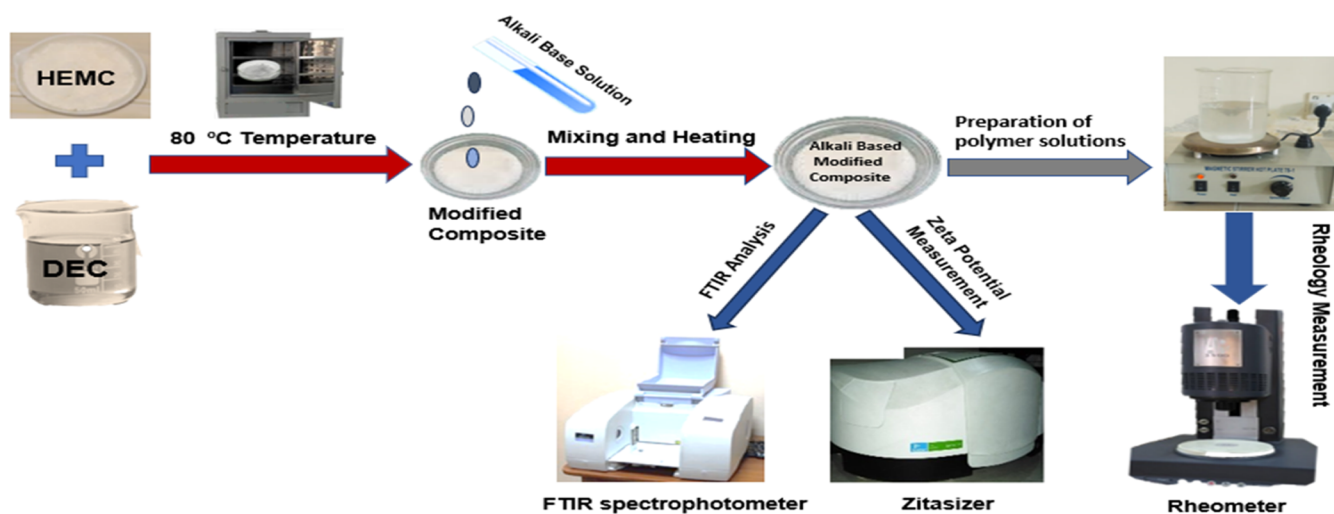 HEMC
DEC
80 °C Temperature
Alkali Base Solution
Modified
Composite
Mixing and Heating
Alkali Based
Modified
Composite
Preparation of
polymer solutions
FTIR Analysis
Zeta Potential
Measurement
Rheology Measurement
FTIR spectrophotometer
Zitasizer
Rheometer